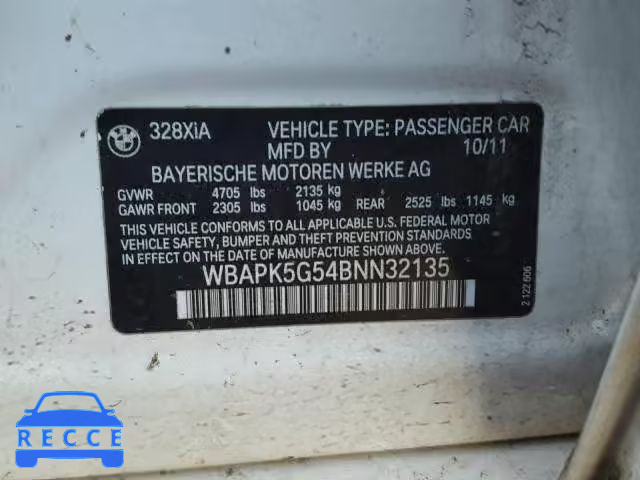 BMW
328XiA VEHICLE TYPE: PASSENGER CAR
MFD BY 10/11
BAYERISCHE MOTOREN WERKE AG
GVWR 4705 lbs 2135 kg
GAWR FRONT 2305 lbs 1045 kg REAR 2525 lbs 1145 kg
THIS VEHICLE CONFORMS TO ALL APPLICABLE U.S. FEDERAL MOTOR
VEHICLE SAFETY, BUMPER AND THEFT PREVENTION STANDARDS IN
EFFECT ON THE DATE OF MANUFACTURE SHOWN ABOVE.
WBAPK5G54BNN32135
2 122 606
RECCE